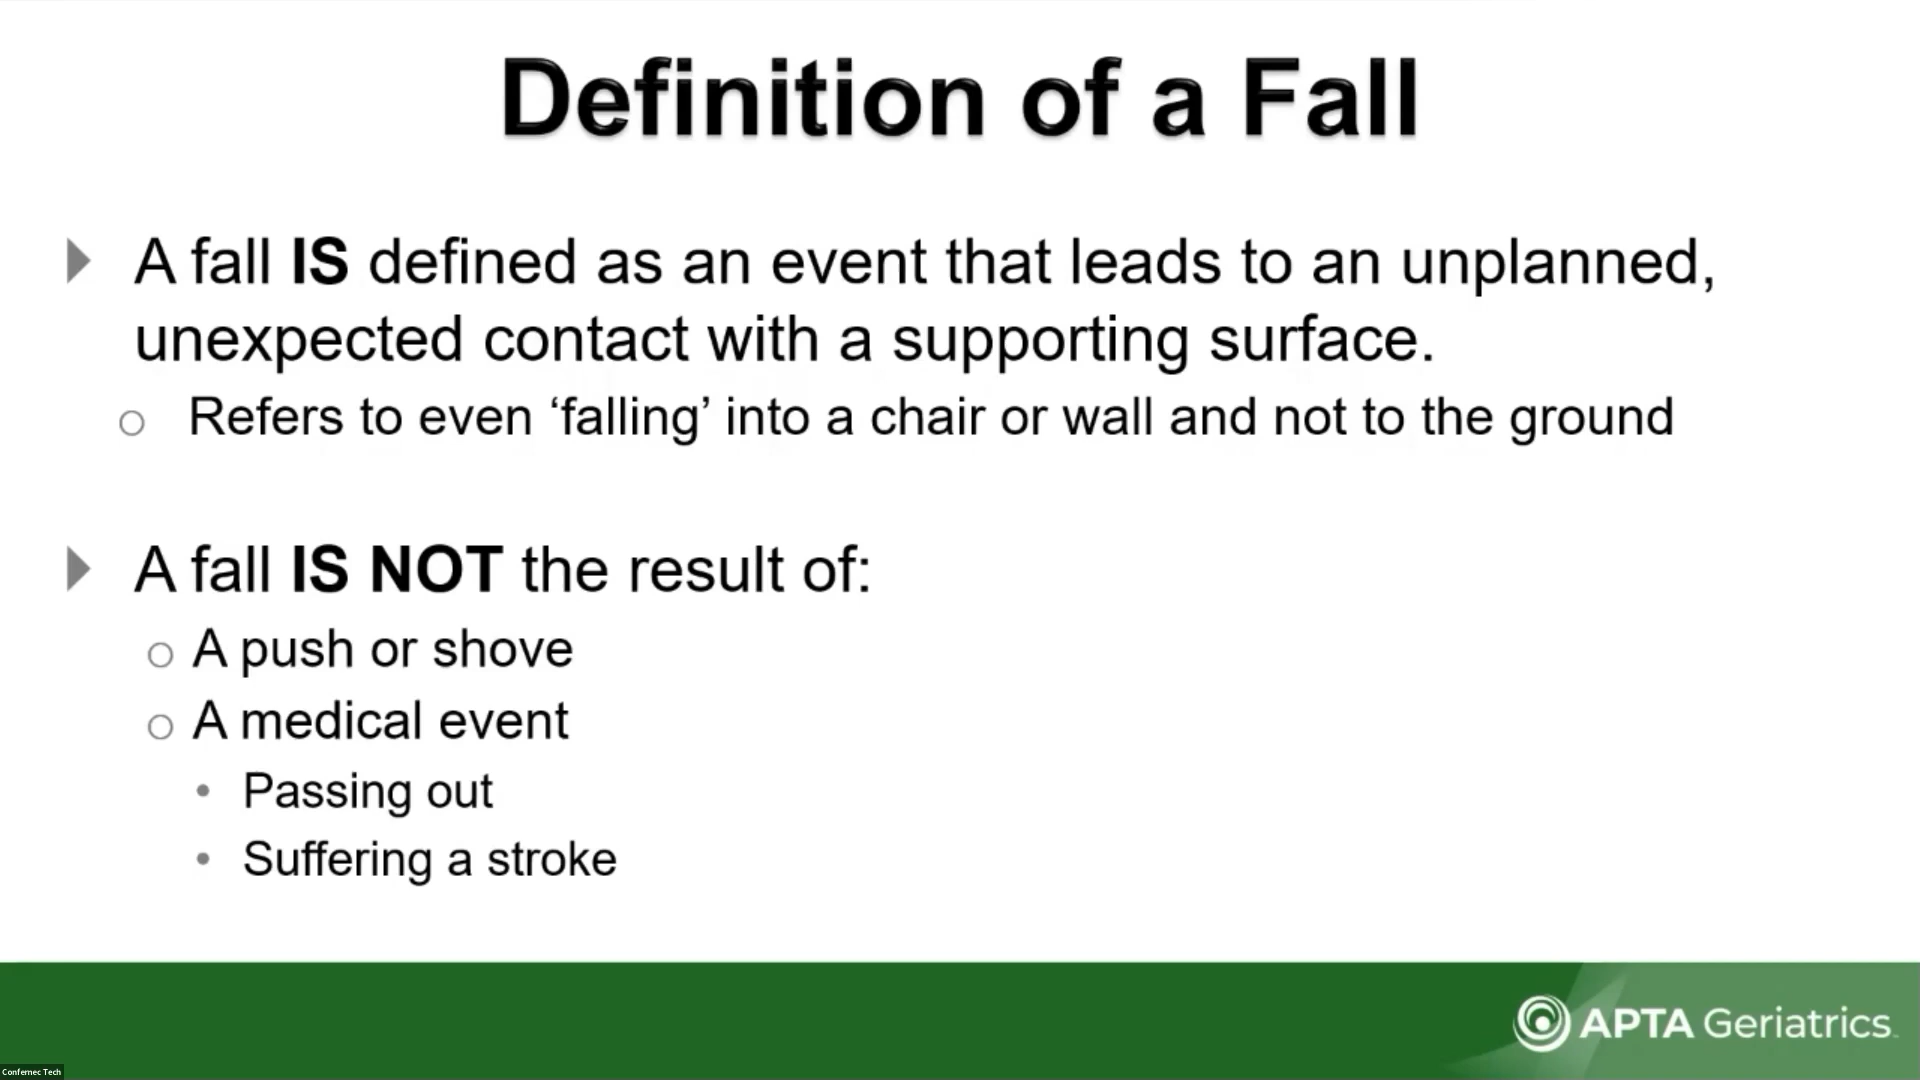 Definition of a Fall
A fall IS defined as an event that leads to an unplanned,
unexpected contact with a supporting surface.
Refers to even ‘falling’ into a chair or wall and not to the ground
A fall IS NOT the result of:
A push or shove
A medical event
Passing out
Suffering a stroke
APTA Geriatrics
Confernec Tech